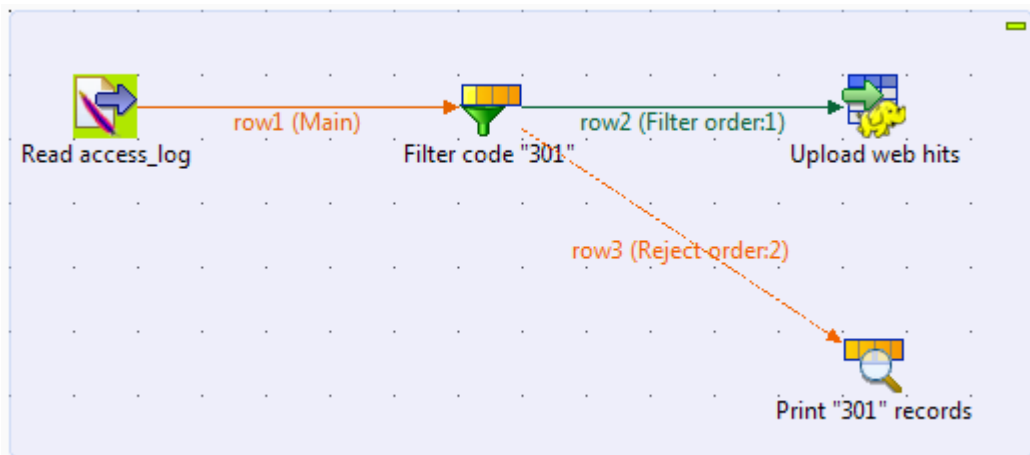 row1 (Main)
row2 (Filter order:1)
Read access_log
Filter code "301"
Upload web hits
row3 (Reject order:2)
Print "301" records